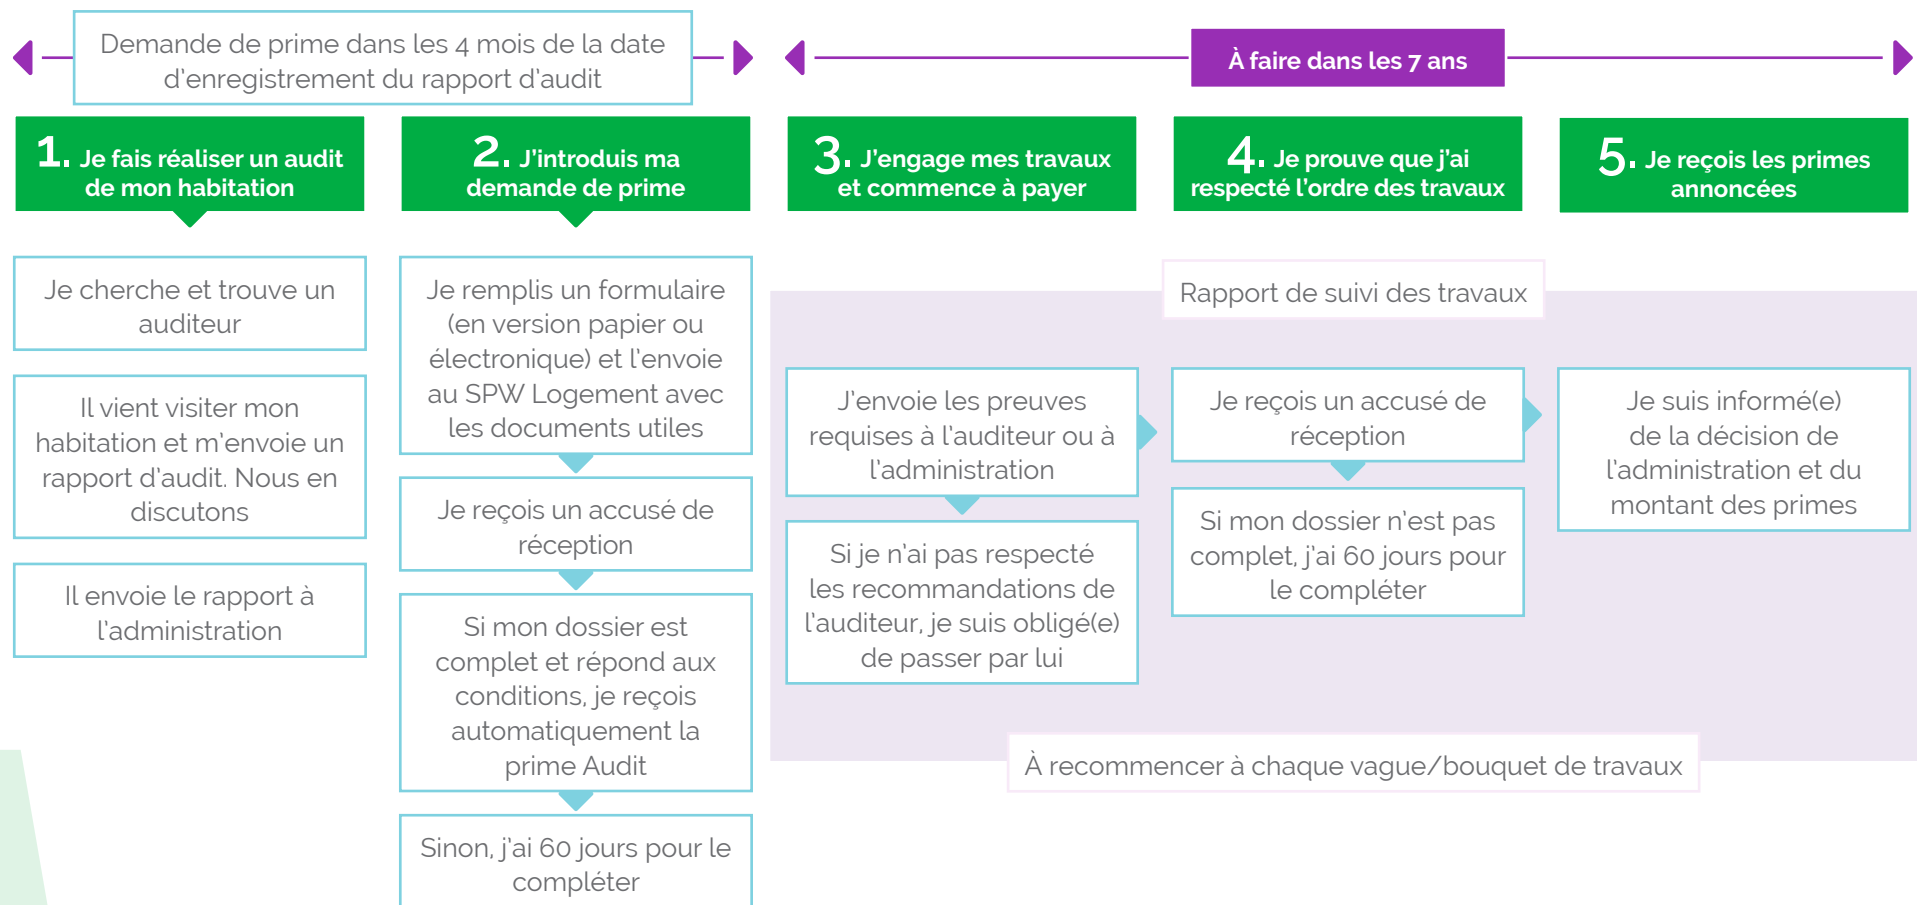 Demande de prime dans les 4 mois de la date
d'enregistrement du rapport d'audit
À faire dans les 7 ans
1. Je fais réaliser un audit
de mon habitation
Je cherche et trouve un
auditeur
Il vient visiter mon
habitation et m'envoie un
rapport d'audit. Nous en
discutons
Il envoie le rapport à
l'administration
2. J'introduis ma
demande de prime
Je remplis un formulaire
(en version papier ou
électronique) et l'envoie
au SPW Logement avec
les documents utiles
Je reçois un accusé de
réception
Si mon dossier est
complet et répond aux
conditions, je reçois
automatiquement la
prime Audit
Sinon, j'ai 60 jours pour le
compléter
3. J'engage mes travaux
et commence à payer
4. Je prouve que j'ai
respecté l'ordre des travaux
5. Je reçois les primes
annoncées
Rapport de suivi des travaux
J'envoie les preuves
requises à l'auditeur ou à
l'administration
Si je n'ai pas respecté
les recommandations de
l'auditeur, je suis obligé(e)
de passer par lui
Je reçois un accusé de
réception
Si mon dossier n'est pas
complet, j'ai 60 jours pour
le compléter
Je suis informé(e)
de la décision de
l'administration et du
montant des primes
À recommencer à chaque vague/bouquet de travaux